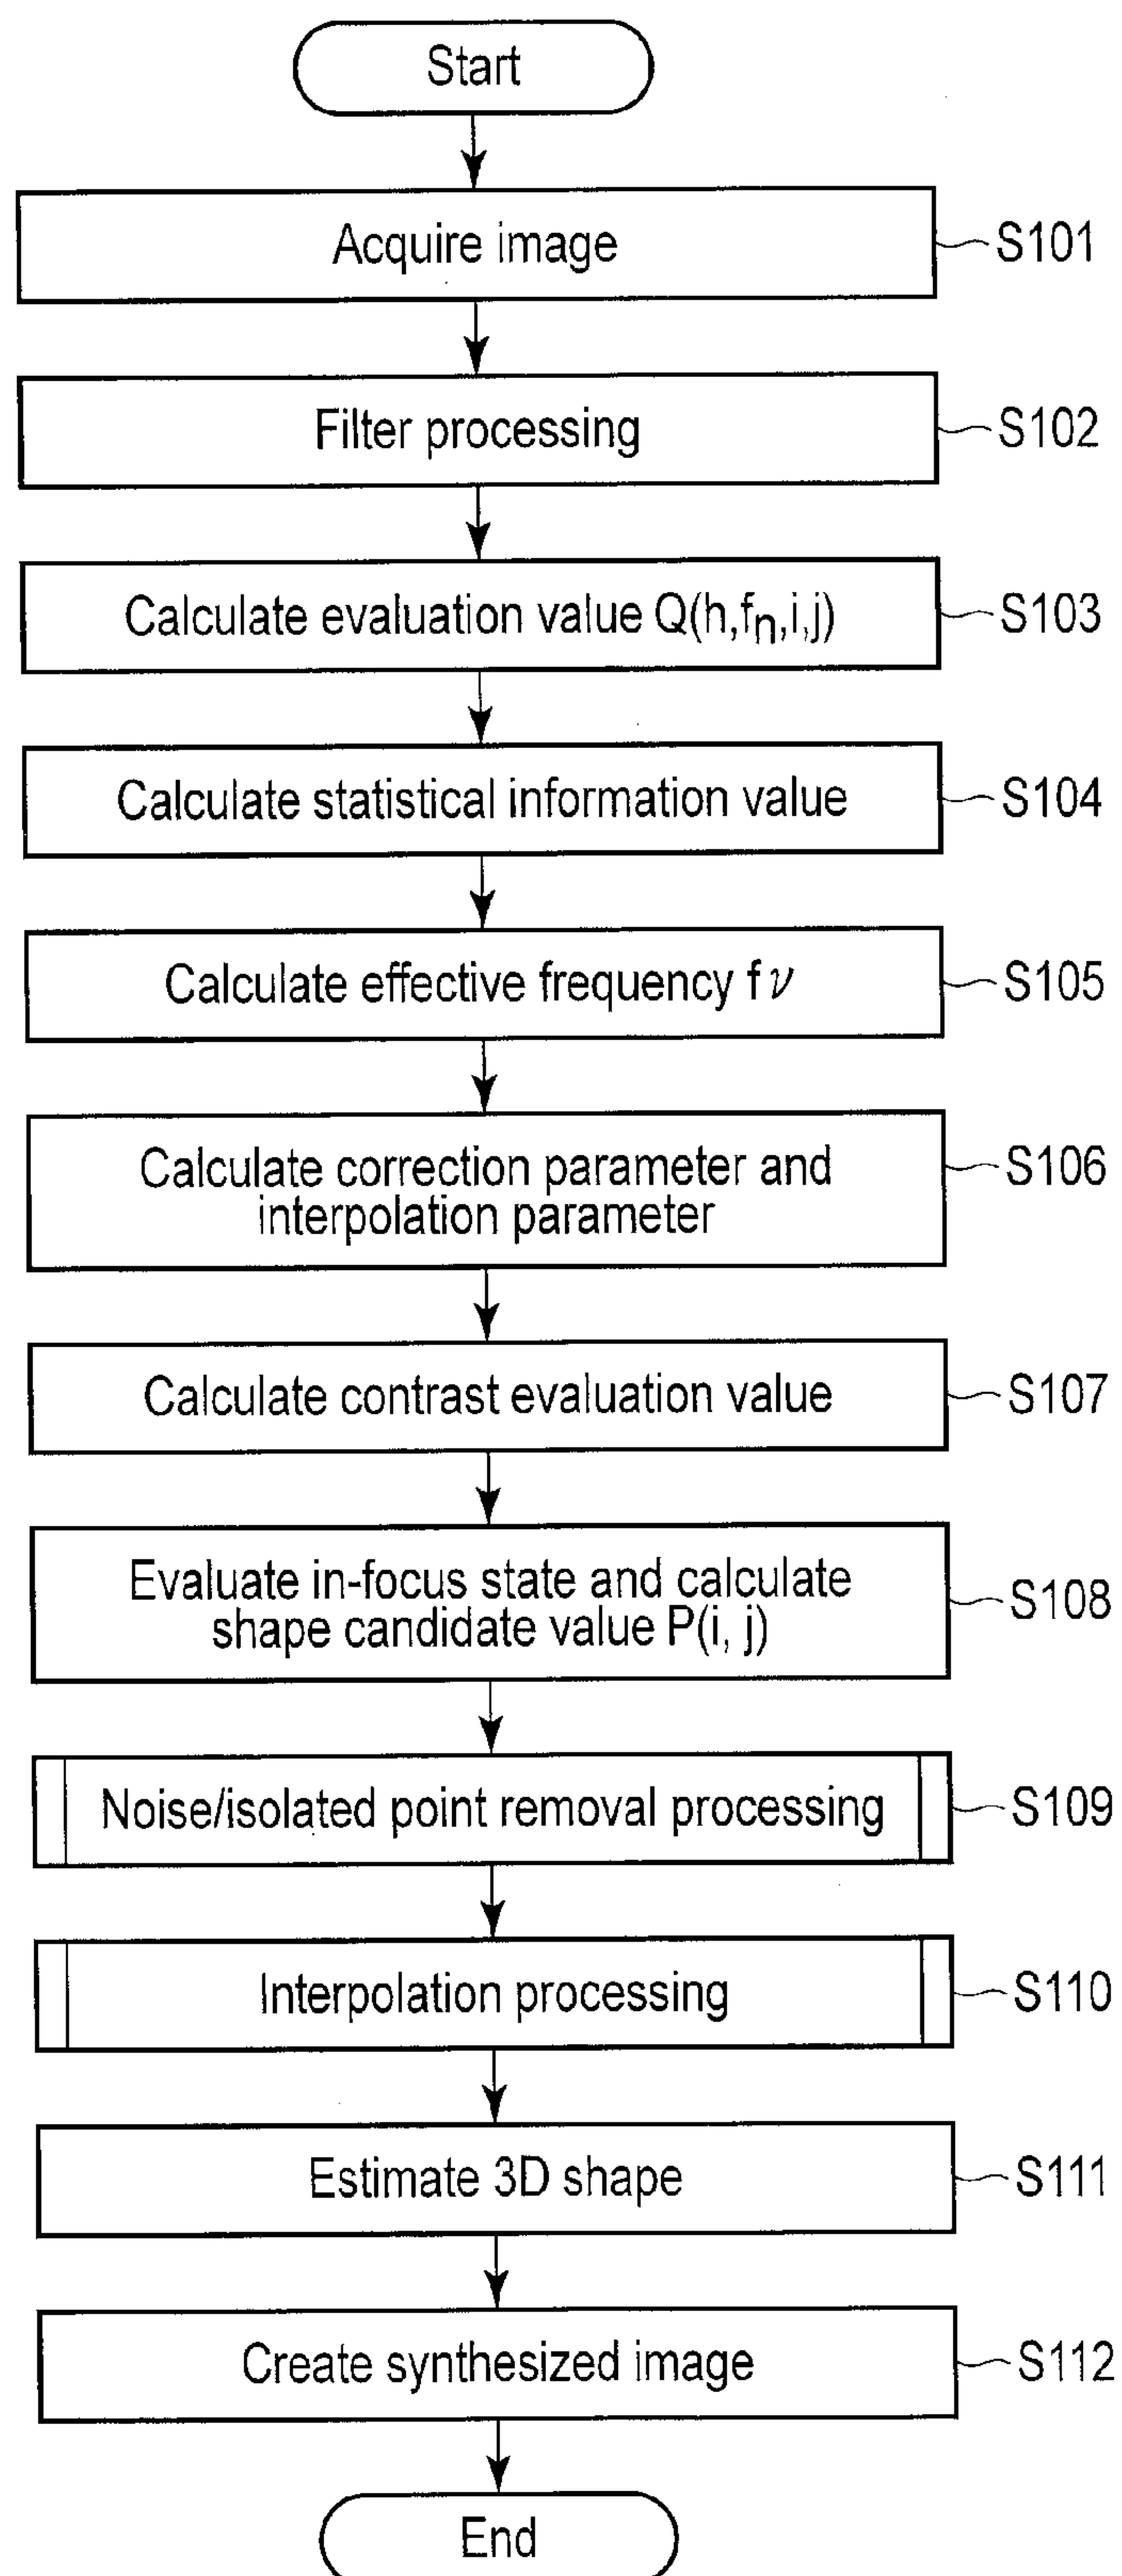 Start
Acquire image
S101
Filter processing
S102
Calculate evaluation value Q(h,fn,i,j)
S103
Calculate statistical information value
S104
Calculate effective frequency fν
S105
Calculate correction parameter and
interpolation parameter
S106
Calculate contrast evaluation value
S107
Evaluate in-focus state and calculate
shape candidate value P(i, j)
S108
Noise/isolated point removal processing
S109
Interpolation processing
S110
Estimate 3D shape
S111
Create synthesized image
S112
End